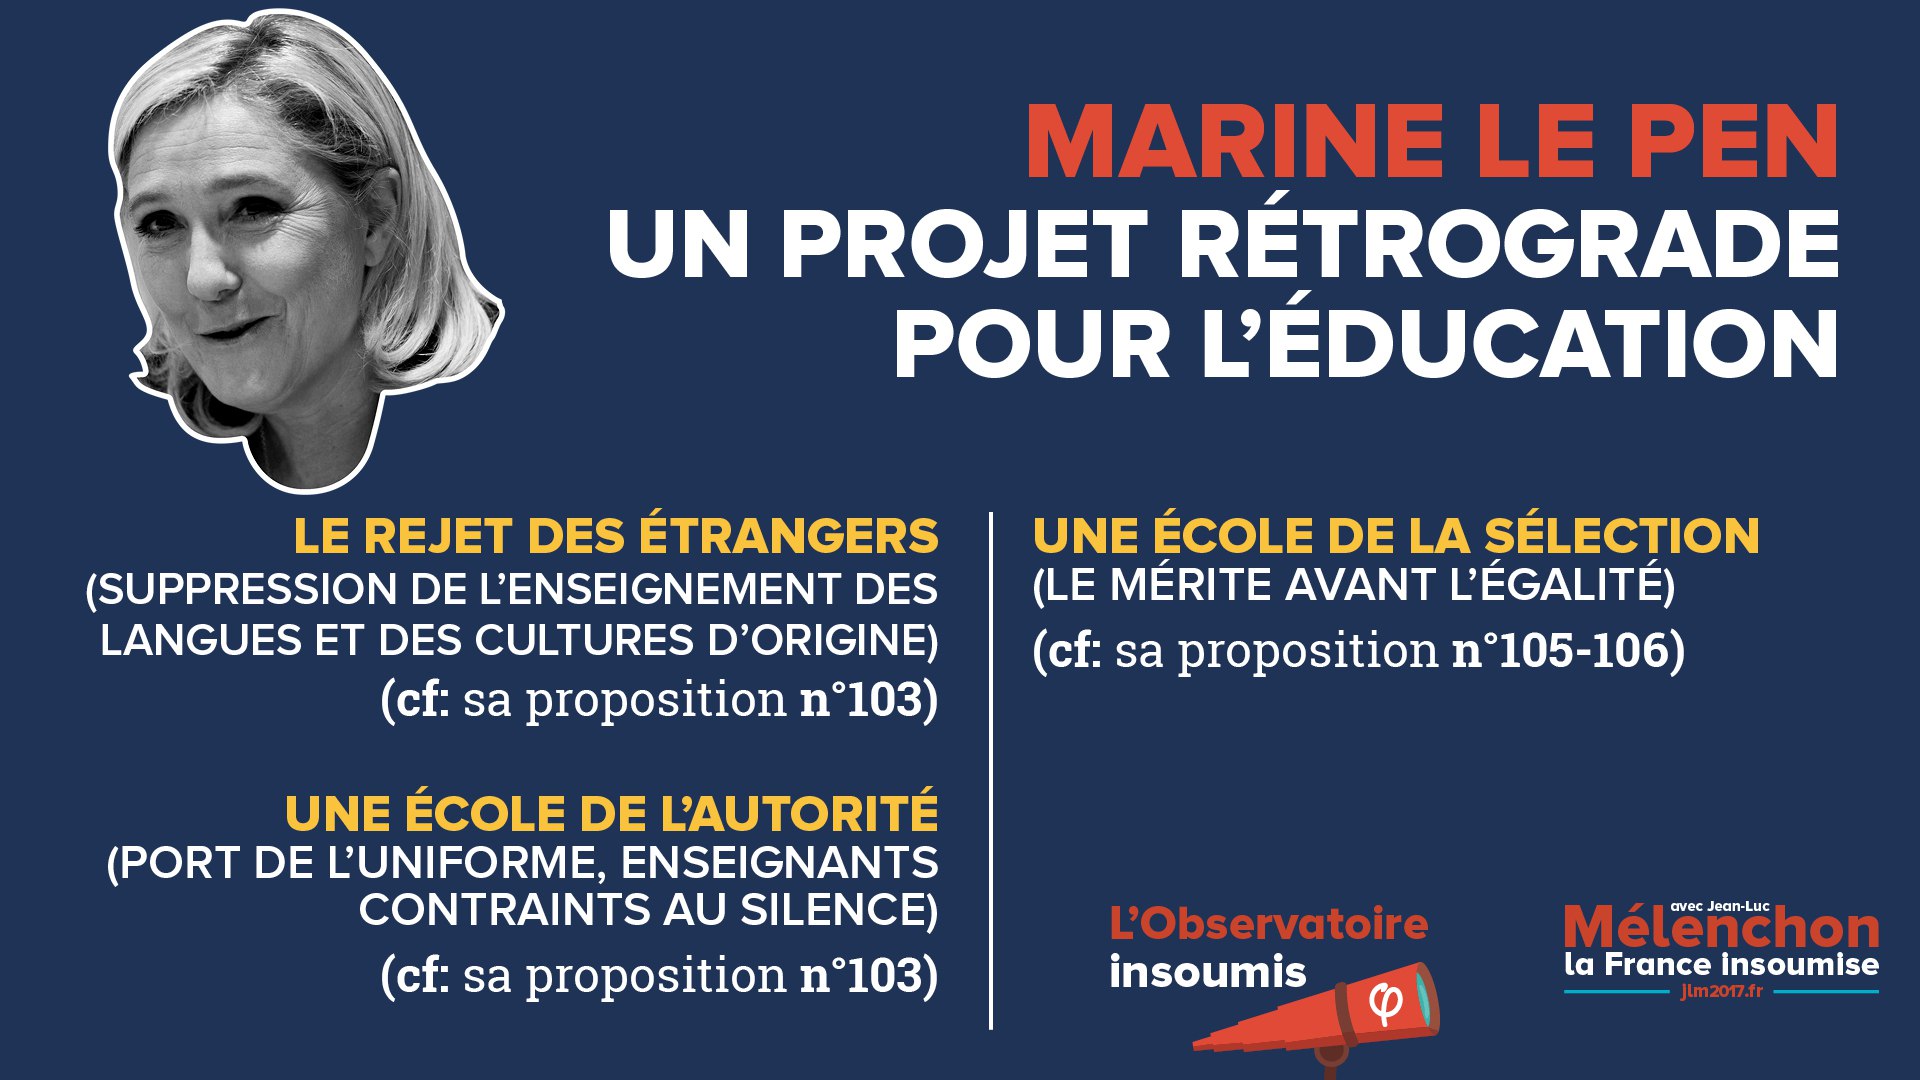 MARINE LE PEN
UN PROJET RÉTROGRADE
POUR L’ÉDUCATION
LE REJET DES ÉTRANGERS
(SUPPRESSION DE L’ENSEIGNEMENT DES
LANGUES ET DES CULTURES D’ORIGINE)
(cf: sa proposition n°103)
UNE ÉCOLE DE L’AUTORITÉ
(PORT DE L’UNIFORME, ENSEIGNANTS
CONTRAINTS AU SILENCE)
(cf: sa proposition n°103)
UNE ÉCOLE DE LA SÉLECTION
(LE MÉRITE AVANT L’ÉGALITÉ)
(cf: sa proposition n°105-106)
L’Observatoire
insoumis
φ
avec Jean-Luc
Mélenchon
la France insoumise
jlm2017.fr